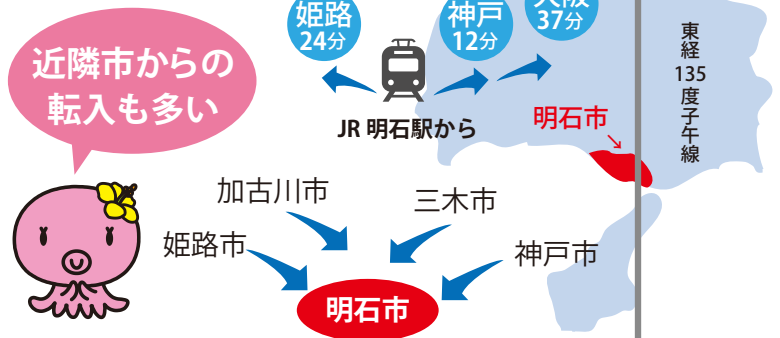 姫路
24分
神戸
12分
大阪
37分
近隣市からの
転入も多い
JR 明石駅から
明石市
東経135度子午線
加古川市
三木市
姫路市
神戸市
明石市